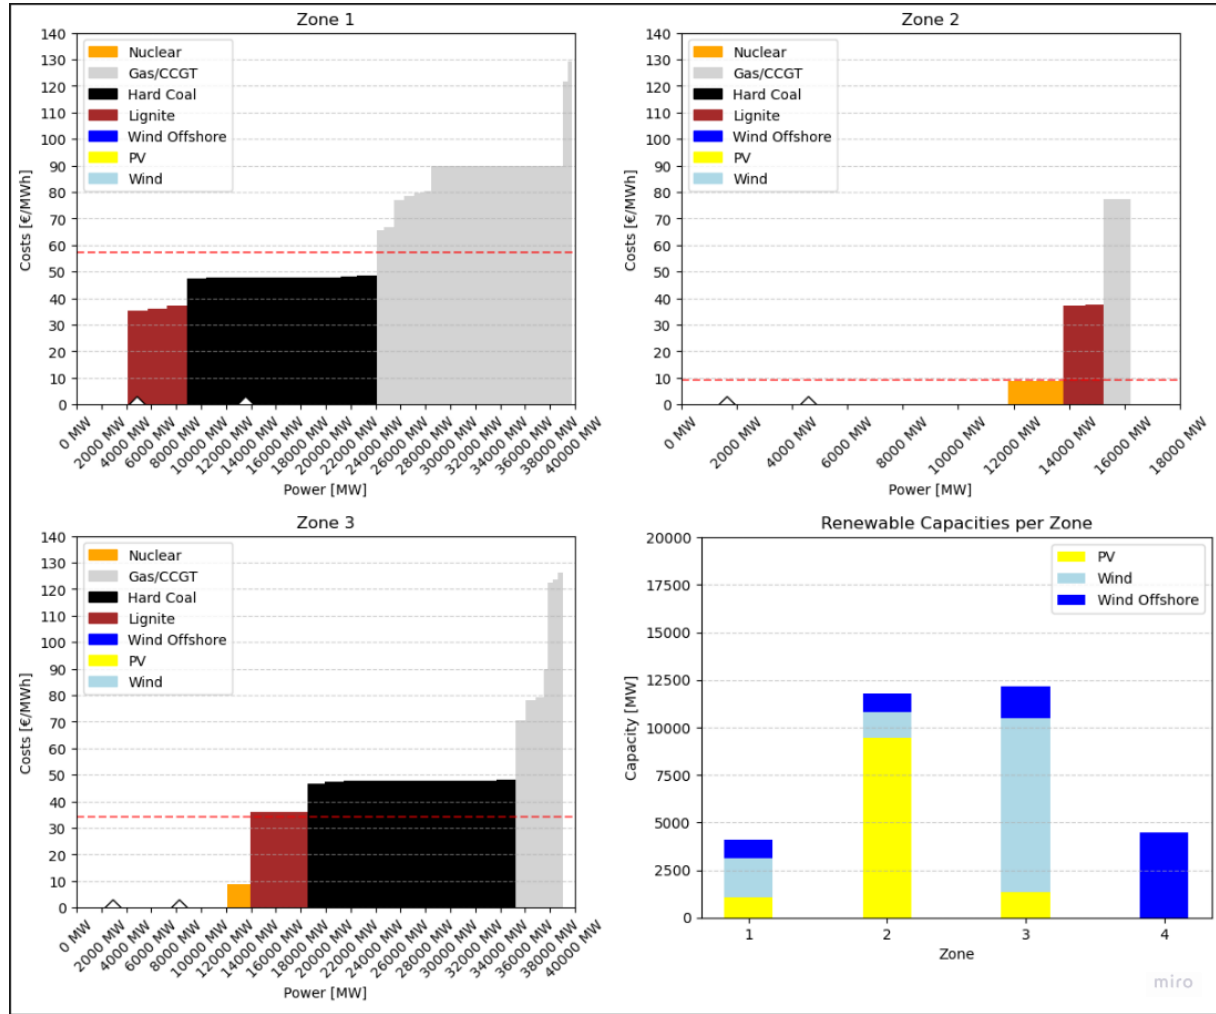 Zone 1
140
130
120
110
100
90
80
70
60
50
40
30
20
10
0
Costs [€/MWh]
Nuclear
Gas/CCGT
Hard Coal
Lignite
Wind Offshore
PV
Wind
0 MW
20000 MW
40000 MW
6000 MW
8000 MW
10000 MW
12000 MW
14000 MW
16000 MW
18000 MW
20000 MW
22000 MW
24000 MW
26000 MW
28000 MW
30000 MW
32000 MW
34000 MW
36000 MW
38000 MW
40000 MW
Power [MW]
Zone 2
140
130
120
110
100
90
80
70
60
50
40
30
20
10
0
Costs [€/MWh]
Nuclear
Gas/CCGT
Hard Coal
Lignite
Wind Offshore
PV
Wind
0 MW
2000 MW
4000 MW
6000 MW
8000 MW
10000 MW
12000 MW
14000 MW
16000 MW
18000 MW
Power [MW]
Zone 3
140
130
120
110
100
90
80
70
60
50
40
30
20
10
0
Costs [€/MWh]
Nuclear
Gas/CCGT
Hard Coal
Lignite
Wind Offshore
PV
Wind
0 MW
2000 MW
4000 MW
6000 MW
8000 MW
10000 MW
12000 MW
14000 MW
16000 MW
18000 MW
20000 MW
22000 MW
24000 MW
26000 MW
28000 MW
30000 MW
32000 MW
34000 MW
36000 MW
38000 MW
40000 MW
Power [MW]
Renewable Capacities per Zone
20000
17500
15000
12500
10000
7500
5000
2500
0
Capacity [MW]
PV
Wind
Wind Offshore
1
2
3
4
Zone
miro